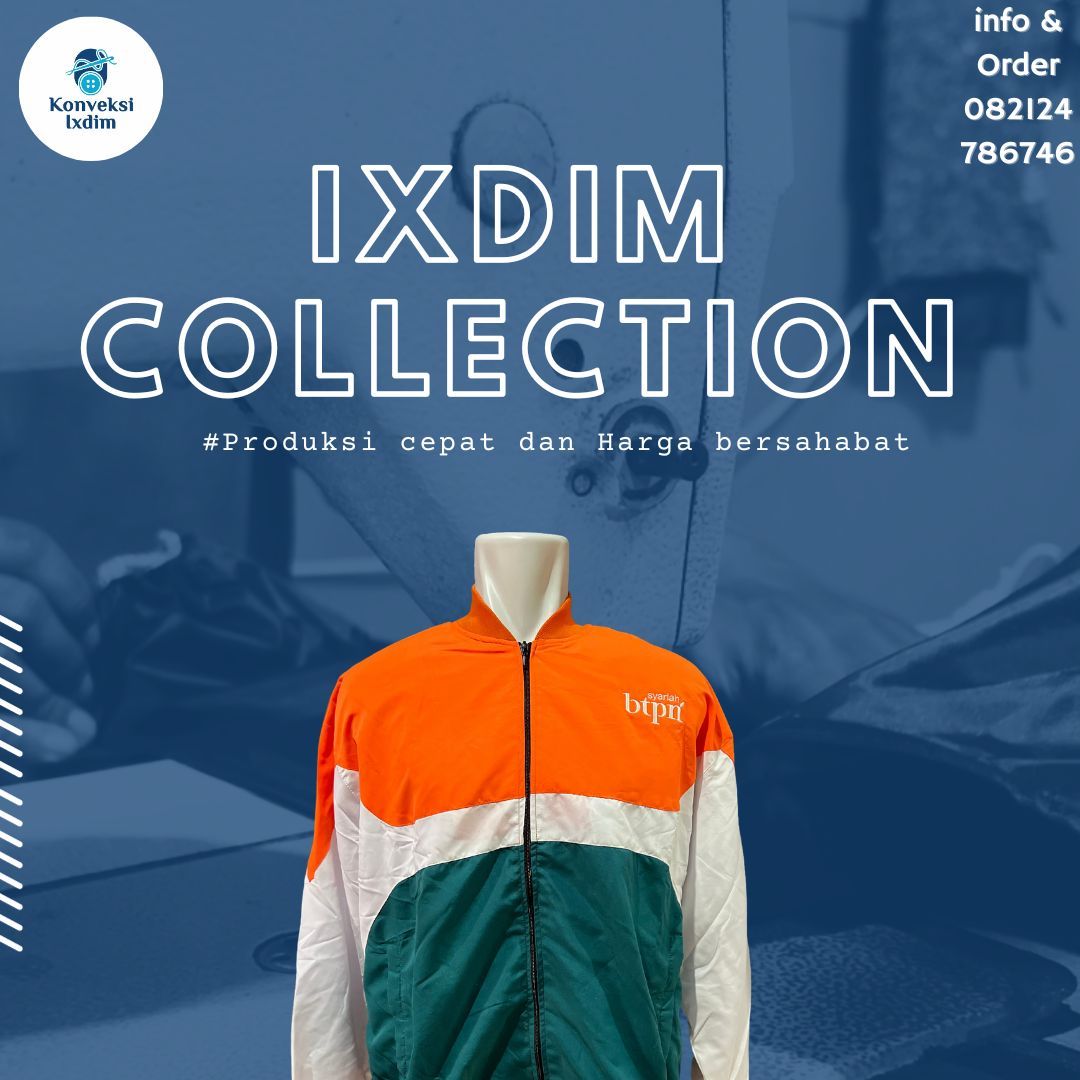 Konveksi
Ixdim
info &
Order
082124
786746
IXDIM
COLLECTION
#Produksi cepat dan Harga bersahabat
syariah
btpn